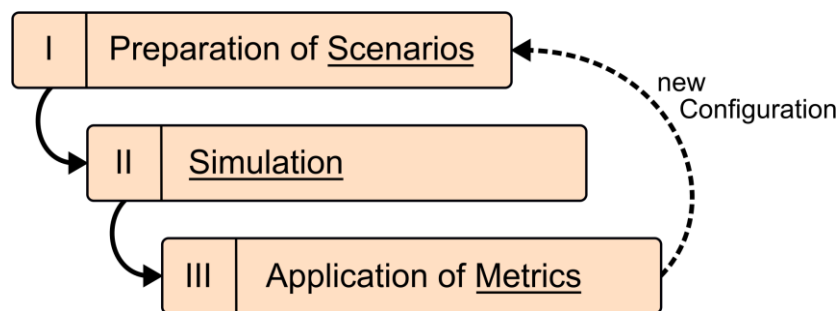 I Preparation of Scenarios
new
Configuration
II Simulation
III Application of Metrics